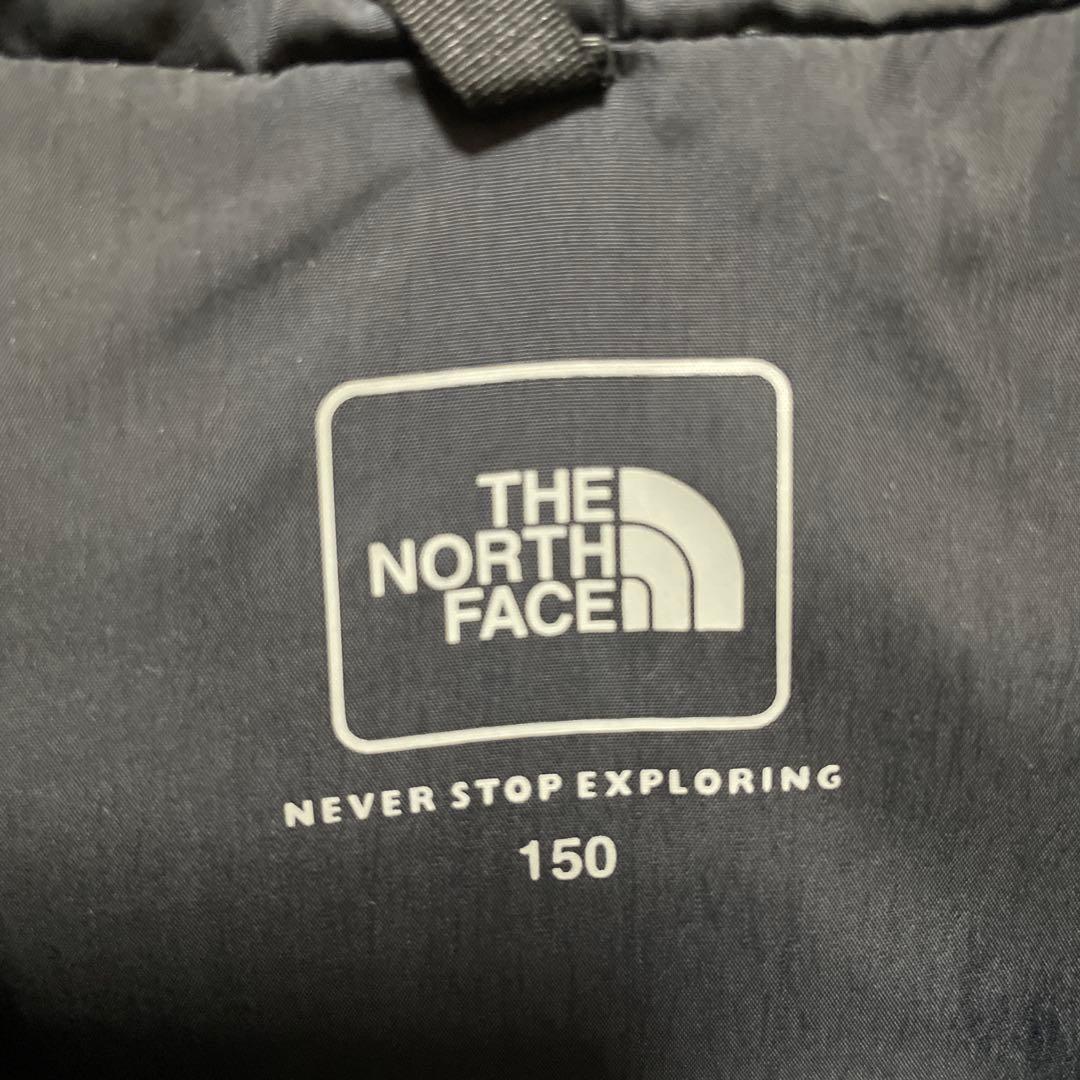 THE
NORTH
FACE
NEVER STOP EXPLORING
150